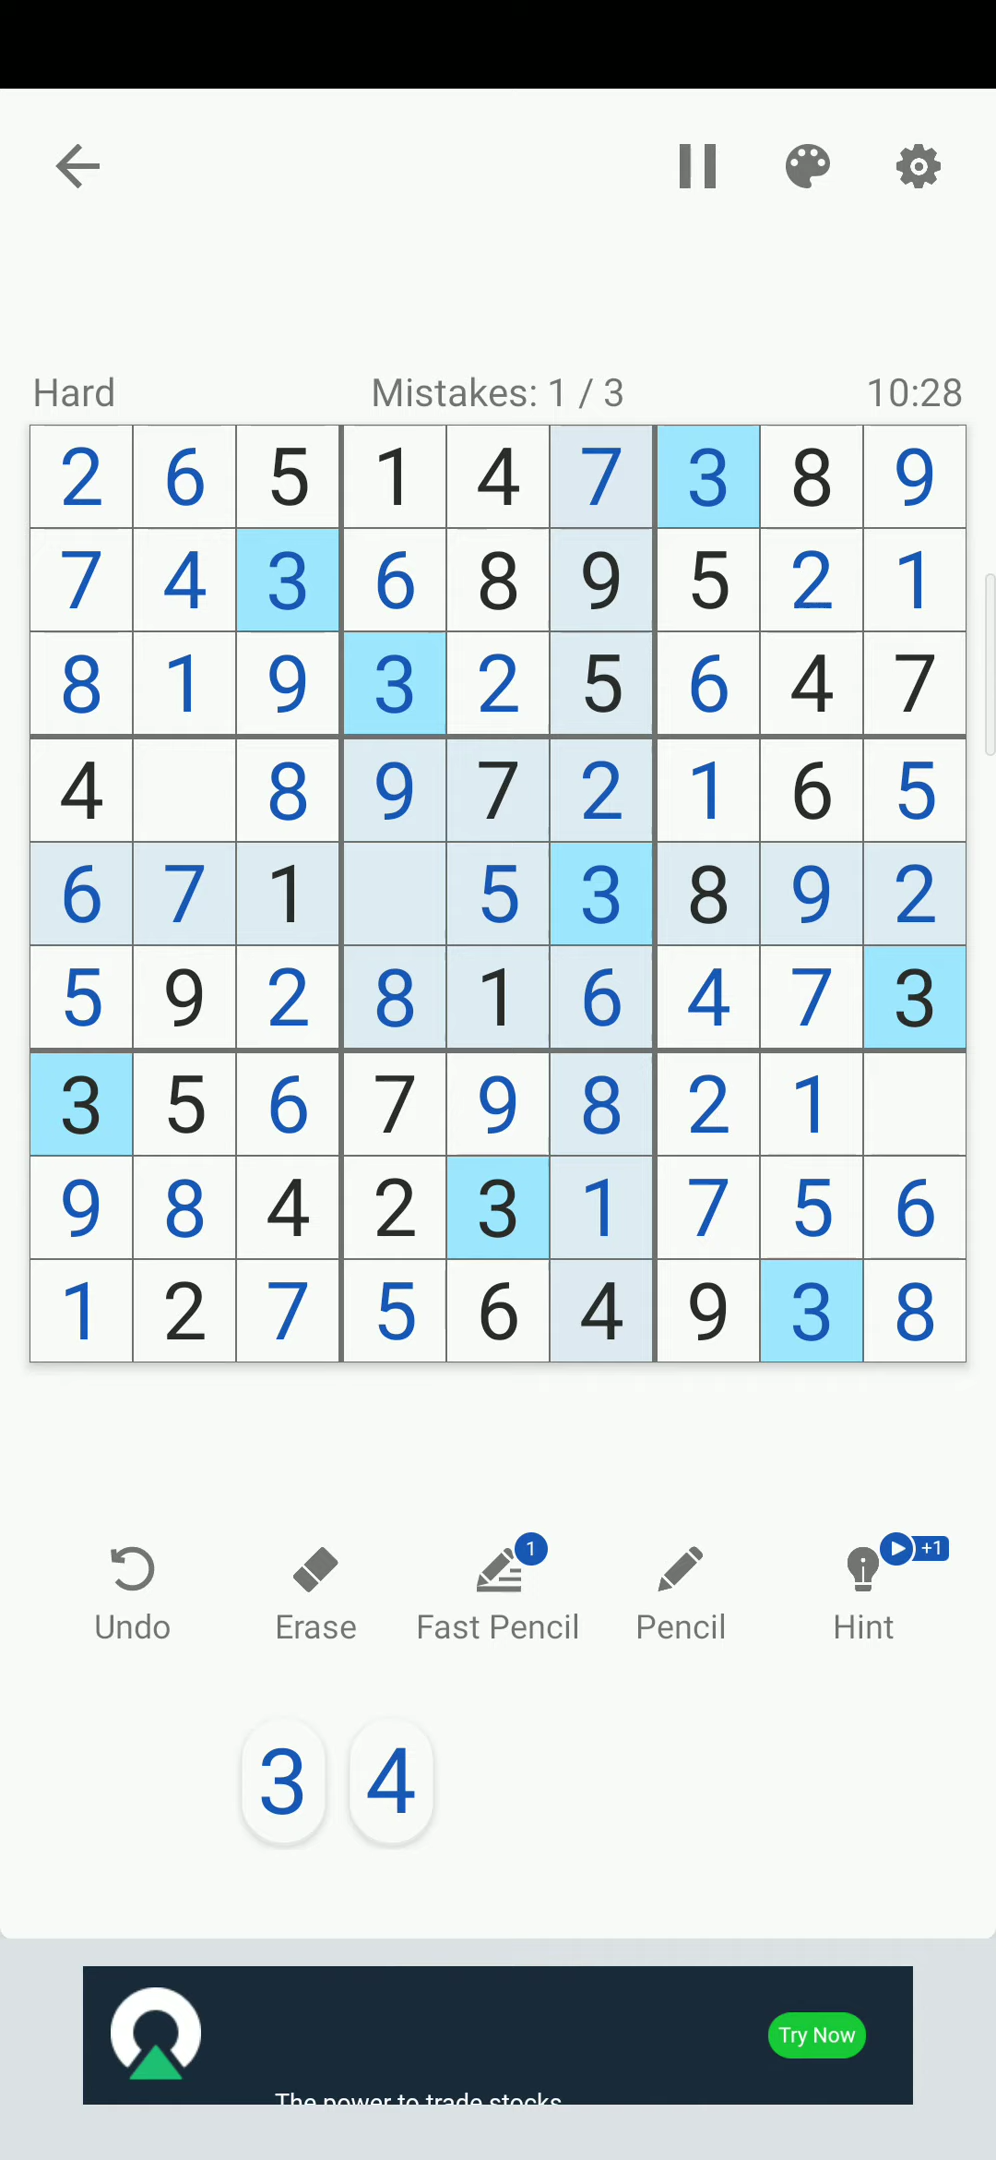 Hard Mistakes: 1 / 3 10:28
2 6 5 1 4 7 3 8 9
7 4 3 6 8 9 5 2 1
8 1 9 3 2 5 6 4 7
4 8 9 7 2 1 6 5
6 7 1 5 3 8 9 2
5 9 2 8 1 6 4 7 3
3 5 6 7 9 8 2 1
9 8 4 2 3 1 7 5 6
1 2 7 5 6 4 9 3 8
1 +1
Undo Erase Fast Pencil Pencil Hint
3 4
Try Now
The power to trade stocks